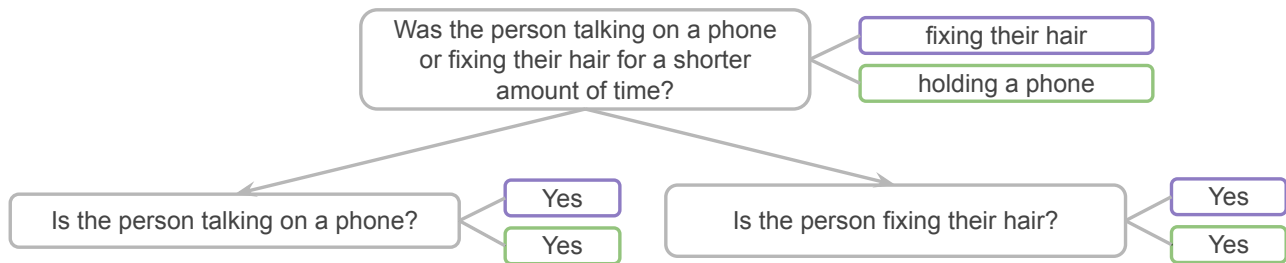 Was the person talking on a phone
or fixing their hair for a shorter
amount of time?
fixing their hair
holding a phone
Is the person talking on a phone?
Yes
Yes
Is the person fixing their hair?
Yes
Yes